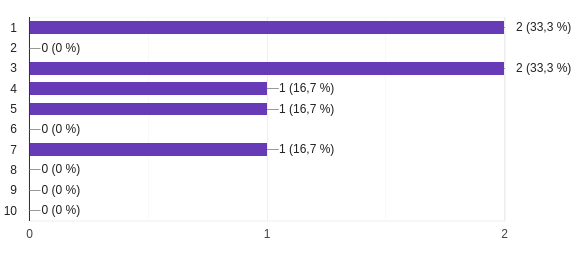 1 2 (33,3 %)
2 0 (0 %)
3 2 (33,3 %)
4 1 (16,7 %)
5 1 (16,7 %)
6 0 (0 %)
7 1 (16,7 %)
8 0 (0 %)
9 0 (0 %)
10 0 (0 %)
0 1 2